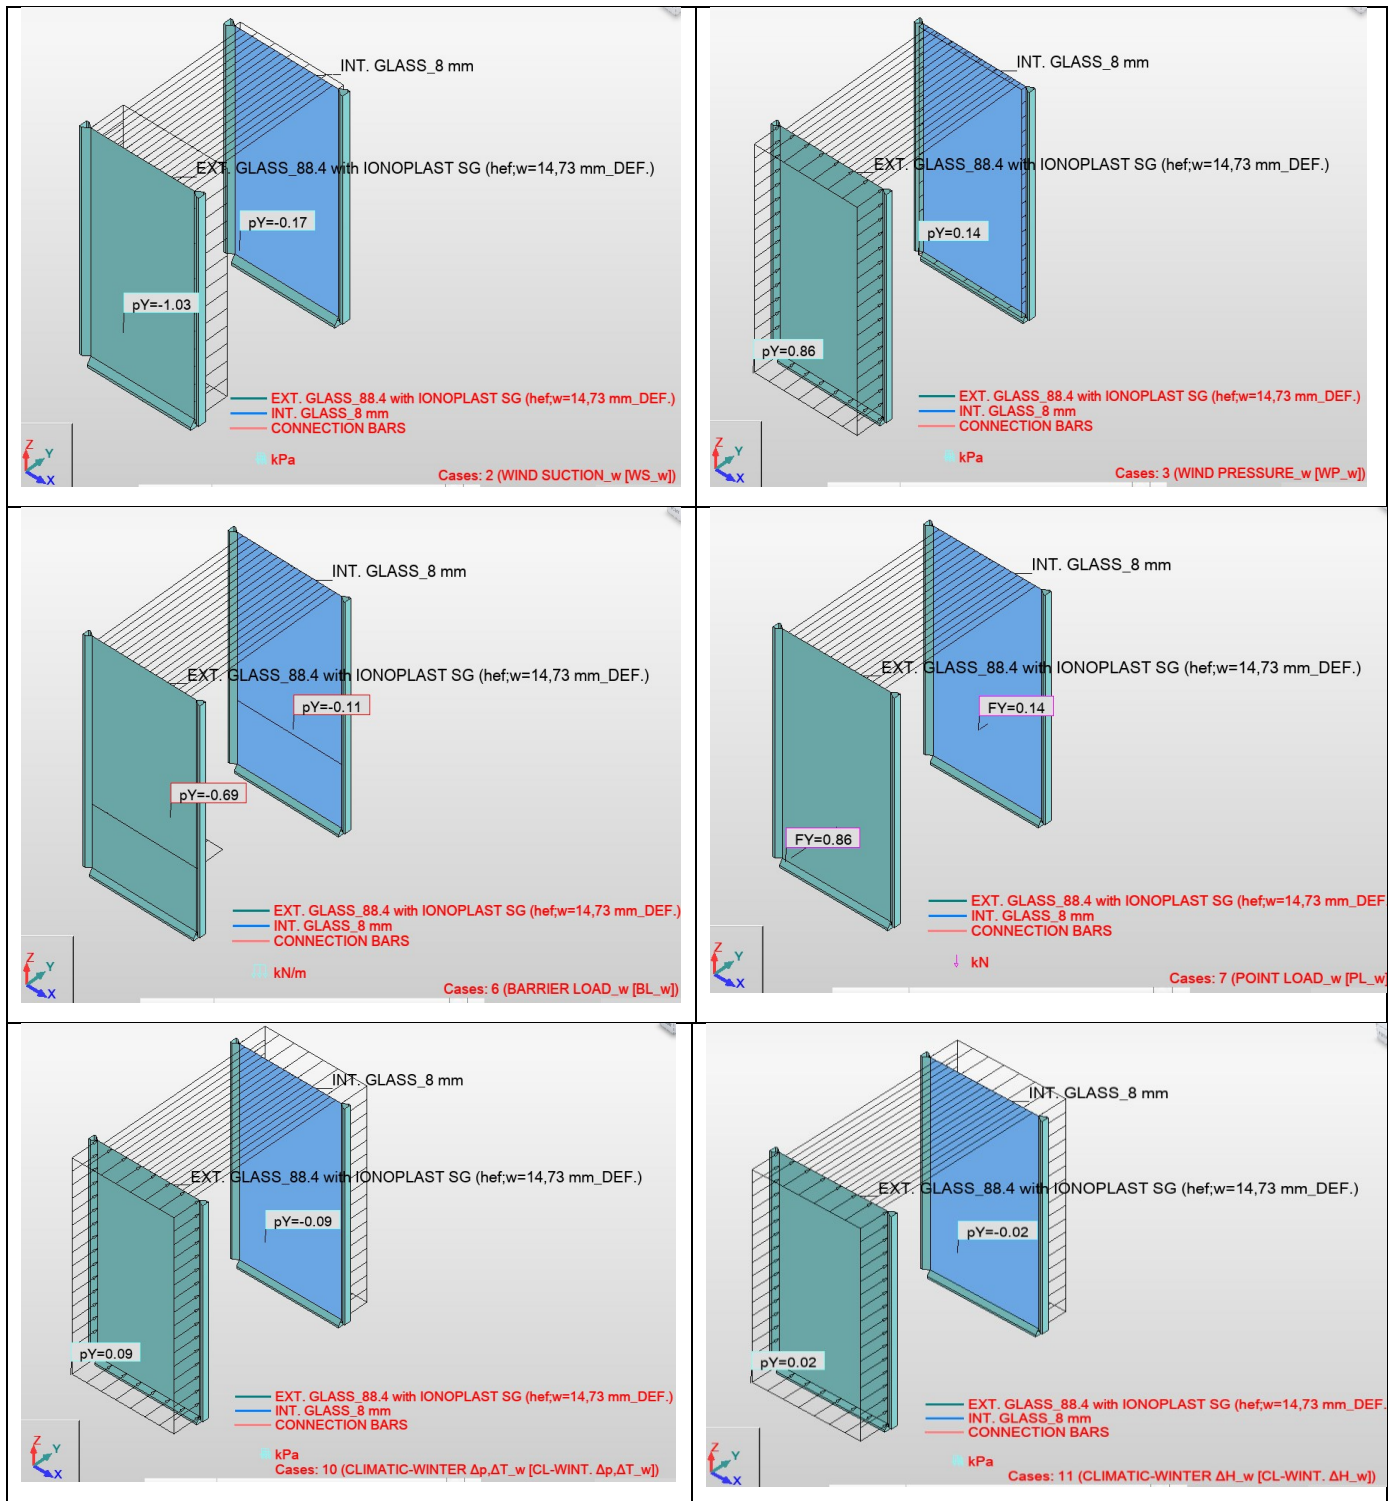 INT. GLASS_8 mm
EXT. GLASS_88.4 with IONOPLAST SG (hef;w=14,73 mm_DEF.)
pY=-0.17
pY=-1.03
EXT. GLASS_88.4 with IONOPLAST SG (hef;w=14,73 mm_DEF.)
INT. GLASS_8 mm
CONNECTION BARS
kPa
Z
Y
X
Cases: 2 (WIND SUCTION_w [WS_w])
INT. GLASS_8 mm
EXT. GLASS_88.4 with IONOPLAST SG (hef;w=14,73 mm_DEF.)
pY=0.14
pY=0.86
EXT. GLASS_88.4 with IONOPLAST SG (hef;w=14,73 mm_DEF.)
INT. GLASS_8 mm
CONNECTION BARS
kPa
Z
Y
X
Cases: 3 (WIND PRESSURE_w [WP_w])
INT. GLASS_8 mm
EXT. GLASS_88.4 with IONOPLAST SG (hef;w=14,73 mm_DEF.)
pY=-0.11
pY=-0.69
EXT. GLASS_88.4 with IONOPLAST SG (hef;w=14,73 mm_DEF.)
INT. GLASS_8 mm
CONNECTION BARS
kN/m
Z
Y
X
Cases: 6 (BARRIER LOAD_w [BL_w])
INT. GLASS_8 mm
EXT. GLASS_88.4 with IONOPLAST SG (hef;w=14,73 mm_DEF.)
FY=0.14
FY=0.86
EXT. GLASS_88.4 with IONOPLAST SG (hef;w=14,73 mm_DEF
INT. GLASS_8 mm
CONNECTION BARS
kN
Z
Y
X
Cases: 7 (POINT LOAD_w [PL_w]
INT. GLASS_8 mm
EXT. GLASS_88.4 with IONOPLAST SG (hef;w=14,73 mm_DEF.)
pY=-0.09
pY=0.09
EXT. GLASS_88.4 with IONOPLAST SG (hef;w=14,73 mm_DEF.)
INT. GLASS_8 mm
CONNECTION BARS
kPa
Z
Y
X
Cases: 10 (CLIMATIC-WINTER Δp,ΔT_w [CL-WINT. Δp,ΔT_w])
INT. GLASS_8 mm
EXT. GLASS_88.4 with IONOPLAST SG (hef;w=14,73 mm_DEF.)
pY=-0.02
pY=0.02
EXT. GLASS_88.4 with IONOPLAST SG (hef;w=14,73 mm_DEF.
INT. GLASS_8 mm
CONNECTION BARS
kPa
Z
Y
X
Cases: 11 (CLIMATIC-WINTER ΔH_w [CL-WINT. ΔH_w])